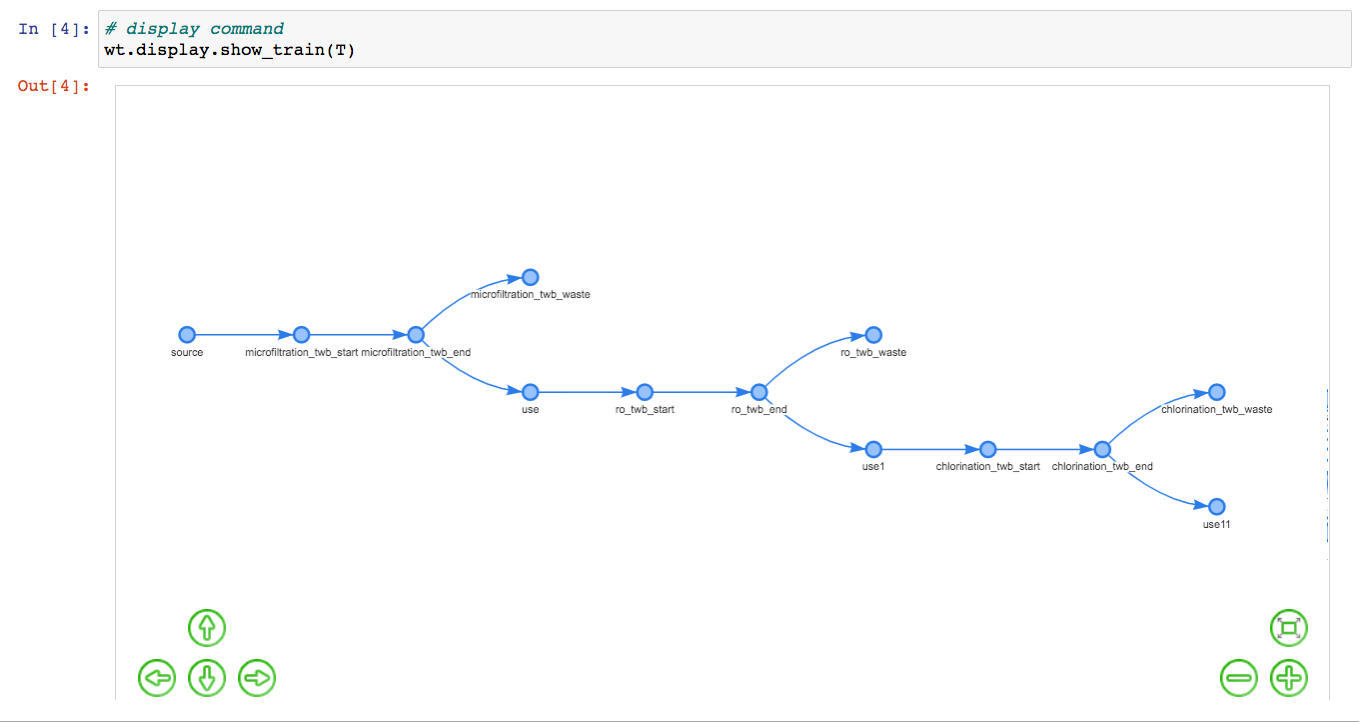 In [4]: # display command
wt.display.show_train(T)
Out[4]:
microfiltration_twb_waste
source microfiltration_twb_start microfiltration_twb_end ro_twb_waste
use ro_twb_start ro_twb_end chlorination_twb_waste
use1 chlorination_twb_start chlorination_twb_end
use11